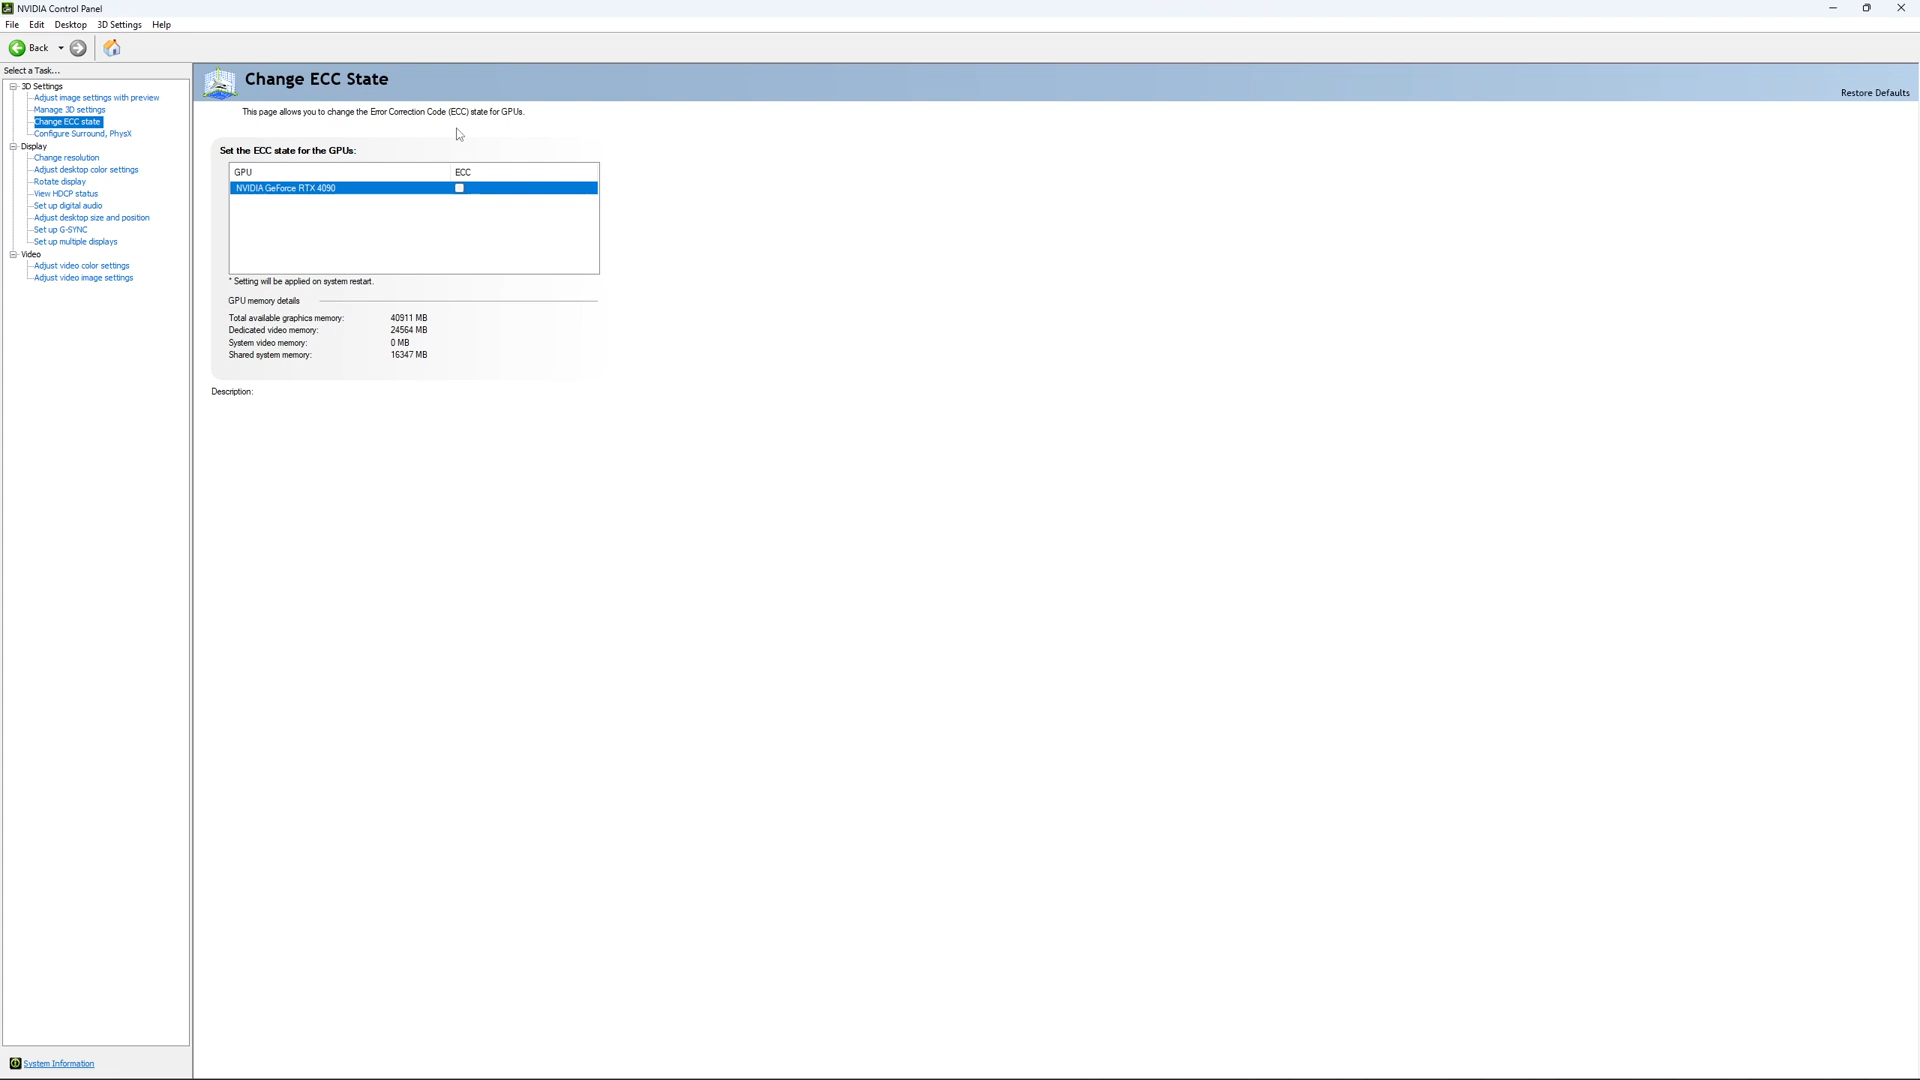 NVIDIA Control Panel
File Edit Desktop 3D Settings Help
Back
Select a Task...
3D Settings
Adjust image settings with preview
Manage 3D settings
Change ECC state
Configure Surround, PhysX
Display
Change resolution
Adjust desktop color settings
Rotate display
View HDCP status
Set up digital audio
Adjust desktop size and position
Set up G-SYNC
Set up multiple displays
Video
Adjust video color settings
Adjust video image settings
System Information
Change ECC State
Restore Defaults
This page allows you to change the Error Correction Code (ECC) state for GPUs.
Set the ECC state for the GPUs:
GPU ECC
NVIDIA GeForce RTX 4090
* Setting will be applied on system restart.
GPU memory details
Total available graphics memory: 40911 MB
Dedicated video memory: 24564 MB
System video memory: 0 MB
Shared system memory: 16347 MB
Description: